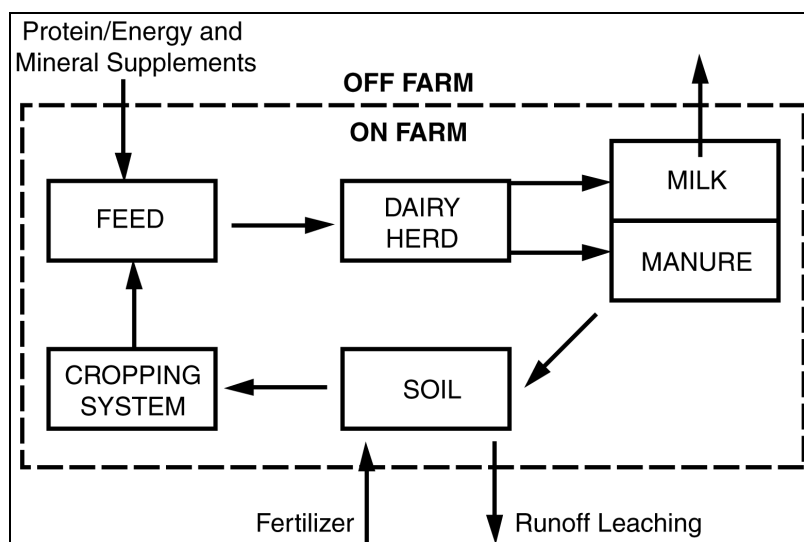 Protein/Energy and
Mineral Supplements
OFF FARM
ON FARM
FEED
DAIRY
HERD
MILK
MANURE
CROPPING
SYSTEM
SOIL
Fertilizer
Runoff Leaching